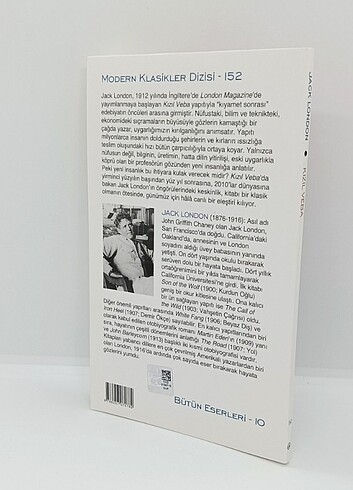 MODERN KLASİKLER DİZİSİ - 152
Jack London, 1912 yılında İngiltere'de London Magazine'de
yayımlanmaya başlayan Kızıl Veba yapıtıyla "kıyamet sonrası"
edebiyatın öncüleri arasına girmiştir. Nüfustaki, bilim ve teknikteki,
ekonomideki sıçramaların büyüsüyle gözlerin kamaştığı bir
çağda yazar, uygarlığımızın kırılganlığını anımsatır. Yapıtı
milyonlarca insanın doldurduğu şehirlerin ve kırların ıssızlığa
teslim oluşundaki hızı bütün çarpıcılığıyla ortaya koyar. Yalnızca
nüfusun değil, bilginin, üretimin, hatta dilin yitirilişi, eski uygarlıkla
köprü olan bir profesörün gözünden yeni insanlığa anlatılır.
Peki yeni insanlık bu ihtiyara kulak verecek midir? Kızıl Veba'da
yirminci yüzyılın başından yüz yıl sonrasına, 2010'lar dünyasına
bakan Jack London'ın öngörülerindeki keskinlik, kitabı bir klasik
olmanın ötesinde, günümüz için hâlâ canlı bir eleştiri kılıyor.
JACK LONDON (1876-1916): Asıl adı
John Griffith Chaney olan Jack London,
San Francisco'da doğdu. California'daki
Oakland'da, annesinin ve London
soyadını aldığı üvey babasının yanında
yetişti. On dört yaşında okulu bırakarak
serüven dolu bir hayata başladı. Dört yıllık
ortaöğrenimini bir yılda tamamlayarak
California Üniversitesi'ne girdi. İlk kitabı
Son of the Wolf (1900; Kurdun Oğlu)
geniş bir okur kitlesine ulaştı. Ona kalıcı
bir ün sağlayan yapıtı ise The Call of
the Wild (1903; Vahşetin Çağrısı) oldu.
Diğer önemli yapıtları arasında White Fang (1906; Beyaz Diş) ve
Iron Heel (1907; Demir Ökçe) sayılabilir. En kalıcı yapıtlarından biri
olarak kabul edilen otobiyografik romanı Martin Eden'ın (1909) yanı
sıra, hayatının çeşitli dönemlerini anlattığı The Road (1907; Yol)
ve John Barleycorn (1913) başlıklı iki kısmi otobiyografisi vardır.
Kitapları yabancı dillere en çok çevrilmiş Amerikalı yazarlardan biri
olan London, 1916'da ardında çok sayıda eser bırakarak hayata
gözlerini yumdu.
BÜTÜN ESERLERİ - 10
JACK LONDON • KIZIL VEBA